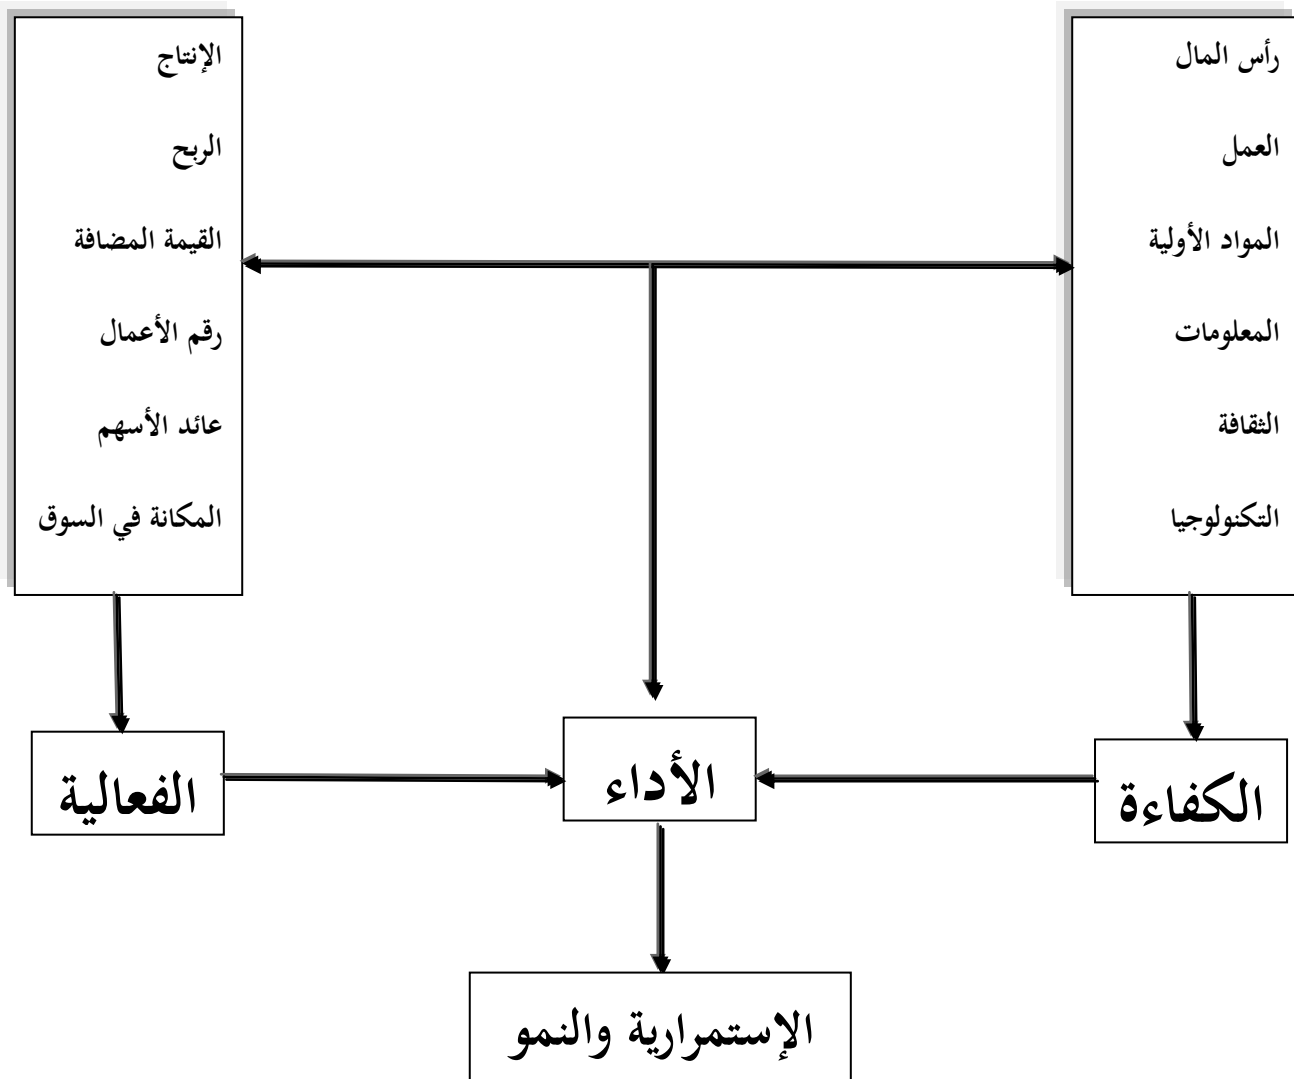 رأس المال
العمل
المواد الأولية
المعلومات
الثقافة
التكنولوجيا
الإنتاج
الربح
القيمة المضافة
رقم الأعمال
عائد الأسهم
المكانة في السوق
الكفاءة
الأداء
الفعالية
الإستمرارية والنمو